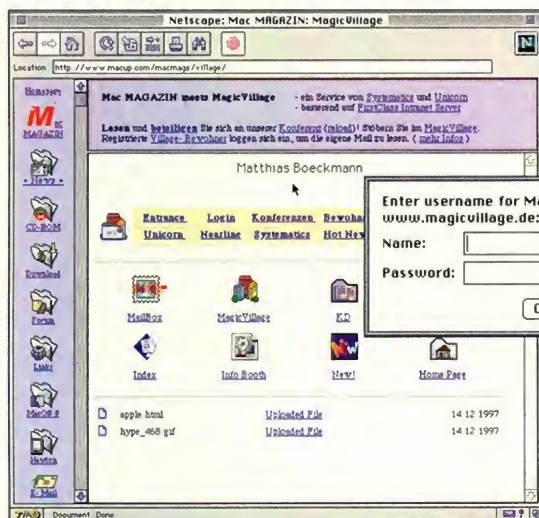 Netscape: Mac MAGAZIN: MagicVillage
Location: http://www.macup.com/macmags/village/
Homepage
M
MAGAZIN
• News •
CD-ROM
Download
Forum
Links
MacOS 8
Newton
E-Mail
Mac MAGAZIN meets MagicVillage
- ein Service von Systematics und Unicorn
- basierend auf FirstClass Intranet Server
Lesen und beteiligen Sie sich an unserer Konferenz (reload)! Stöbern Sie im MagicVillage.
Registrierte Village-Bewohner loggen sich ein, um die eigene Mail zu lesen. ( mehr Infos )
Matthias Boeckmann
Entrance Login Konferenzen Bewohn
Unicorn Nearline Systematics Hot New
Enter username for Ma
www.magicvillage.de:
Name:
Password:
MailBox MagicVillage KD
Index Info Booth New! Home Page
apple.html Uploaded File 14 12 1997
hype_468.gif Uploaded File 14 12 1997
Document: Done